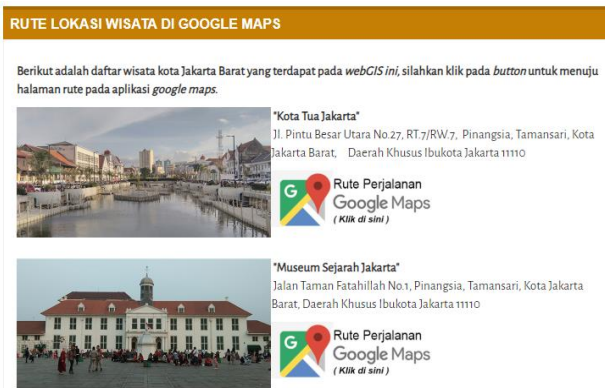 RUTE LOKASI WISATA DI GOOGLE MAPS
Berikut adalah daftar wisata kota Jakarta Barat yang terdapat pada webGIS ini, silahkan klik pada button untuk menuju
halaman rute pada aplikasi google maps.
"Kota Tua Jakarta"
Jl. Pintu Besar Utara No.27, RT.7/RW.7, Pinangsia, Tamansari, Kota
Jakarta Barat, Daerah Khusus Ibukota Jakarta 11110
G
Rute Perjalanan
Google Maps
( Klik di sini )
"Museum Sejarah Jakarta"
Jalan Taman Fatahillah No.1, Pinangsia, Tamansari, Kota Jakarta
Barat, Daerah Khusus Ibukota Jakarta 11110
G
Rute Perjalanan
Google Maps
( Klik di sini )